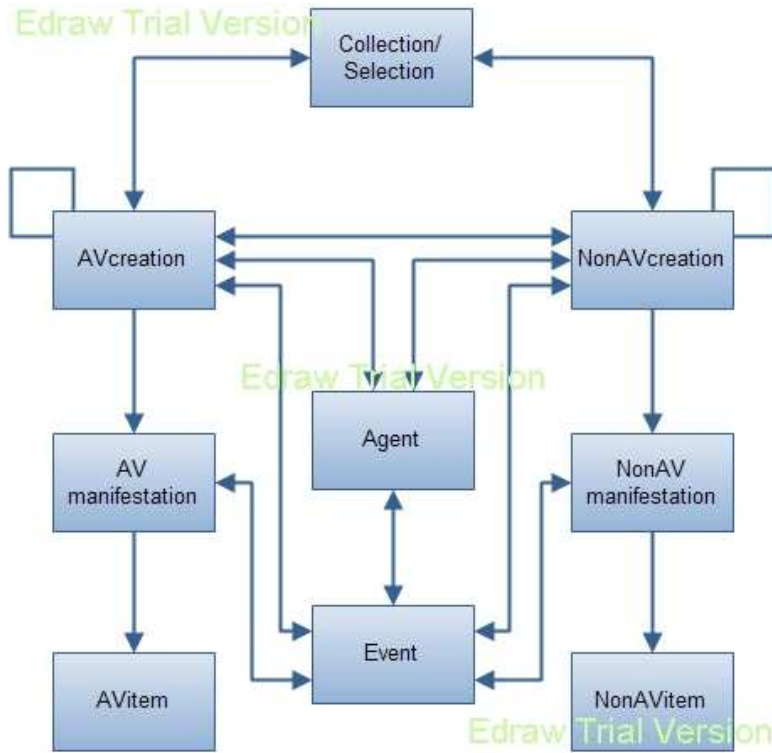 Edraw Trial Version
Collection/
Selection
AVcreation
NonAVcreation
Edraw Trial Version
Agent
AV
manifestation
NonAV
manifestation
Event
AVitem
NonAVitem
Edraw Trial Version